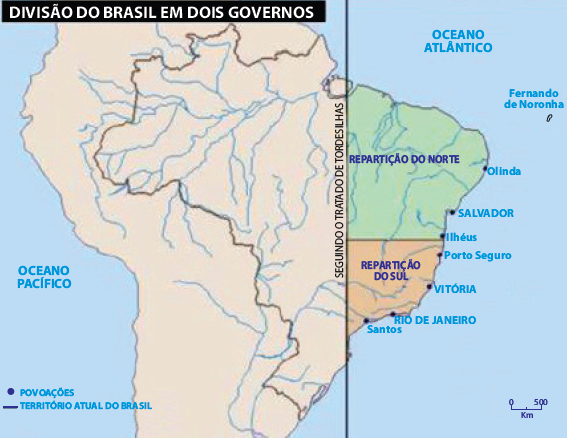 DIVISÃO DO BRASIL EM DOIS GOVERNOS
OCEANO
ATLÂNTICO
Fernando
de Noronha
SEGUINDO O TRATADO DE TORDESILHAS
REPARTIÇÃO DO NORTE
Olinda
SALVADOR
Ilhéus
Porto Seguro
REPARTIÇÃO
DO SUL
OCEANO
PACÍFICO
VITÓRIA
RIO DE JANEIRO
Santos
POVOAÇÕES
TERRITÓRIO ATUAL DO BRASIL
0 500
Km